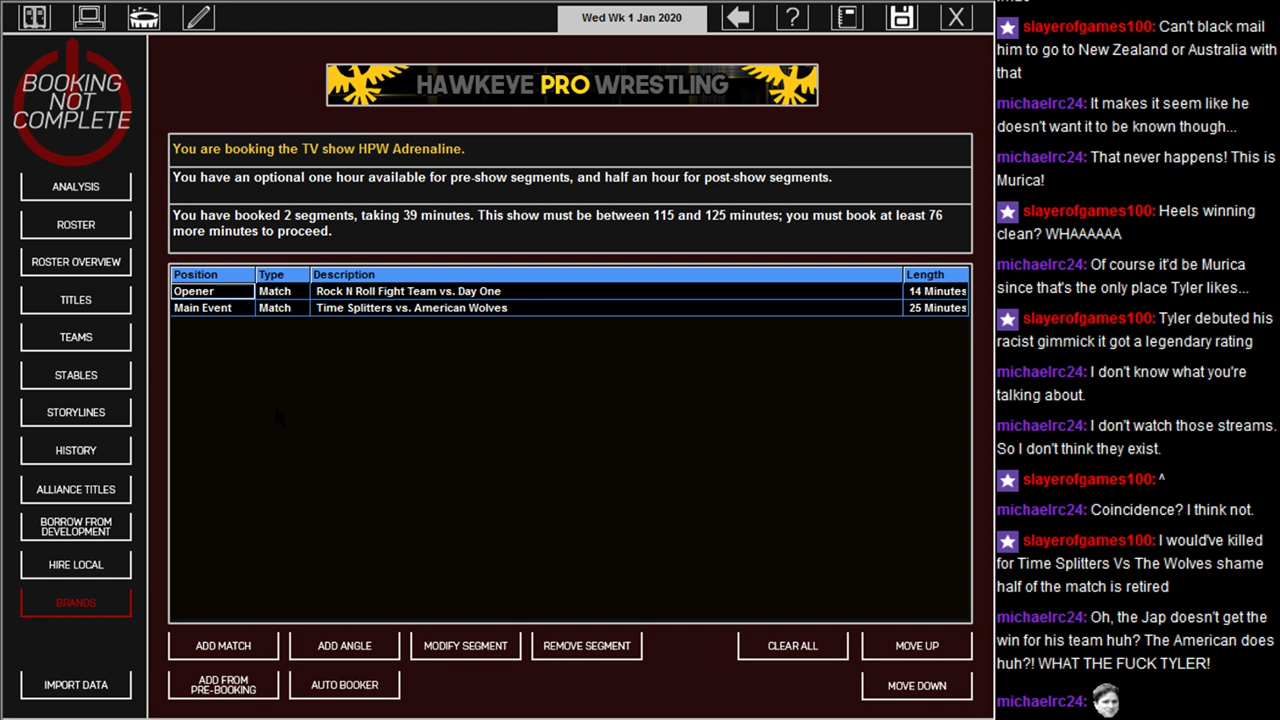 Wed Wk 1 Jan 2020
BOOKING
NOT
COMPLETE
ANALYSIS
ROSTER
ROSTER OVERVIEW
TITLES
TEAMS
STABLES
STORYLINES
HISTORY
ALLIANCE TITLES
BORROW FROM
DEVELOPMENT
HIRE LOCAL
BRANDS
IMPORT DATA
HAWKEYE PRO WRESTLING
You are booking the TV show HPW Adrenaline.
You have an optional one hour available for pre-show segments, and half an hour for post-show segments.
You have booked 2 segments, taking 39 minutes. This show must be between 115 and 125 minutes; you must book at least 76
more minutes to proceed.
Position Type Description Length
Opener Match Rock N Roll Fight Team vs. Day One 14 Minutes
Main Event Match Time Splitters vs. American Wolves 25 Minutes
ADD MATCH ADD ANGLE MODIFY SEGMENT REMOVE SEGMENT CLEAR ALL MOVE UP
ADD FROM
PRE-BOOKING
AUTO BOOKER
MOVE DOWN
slayerofgames100: Can't black mail
him to go to New Zealand or Australia with
that
michaelrc24: It makes it seem like he
doesn't want it to be known though...
michaelrc24: That never happens! This is
Murica!
slayerofgames100: Heels winning
clean? WHAAAAAA
michaelrc24: Of course it'd be Murica
since that's the only place Tyler likes...
slayerofgames100: Tyler debuted his
racist gimmick it got a legendary rating
michaelrc24: I don't know what you're
talking about.
michaelrc24: I don't watch those streams.
So I don't think they exist.
slayerofgames100: ^
michaelrc24: Coincidence? I think not.
slayerofgames100: I would've killed
for Time Splitters Vs The Wolves shame
half of the match is retired
michaelrc24: Oh, the Jap doesn't get the
win for his team huh? The American does
huh?! WHAT THE FUCK TYLER!
michaelrc24: